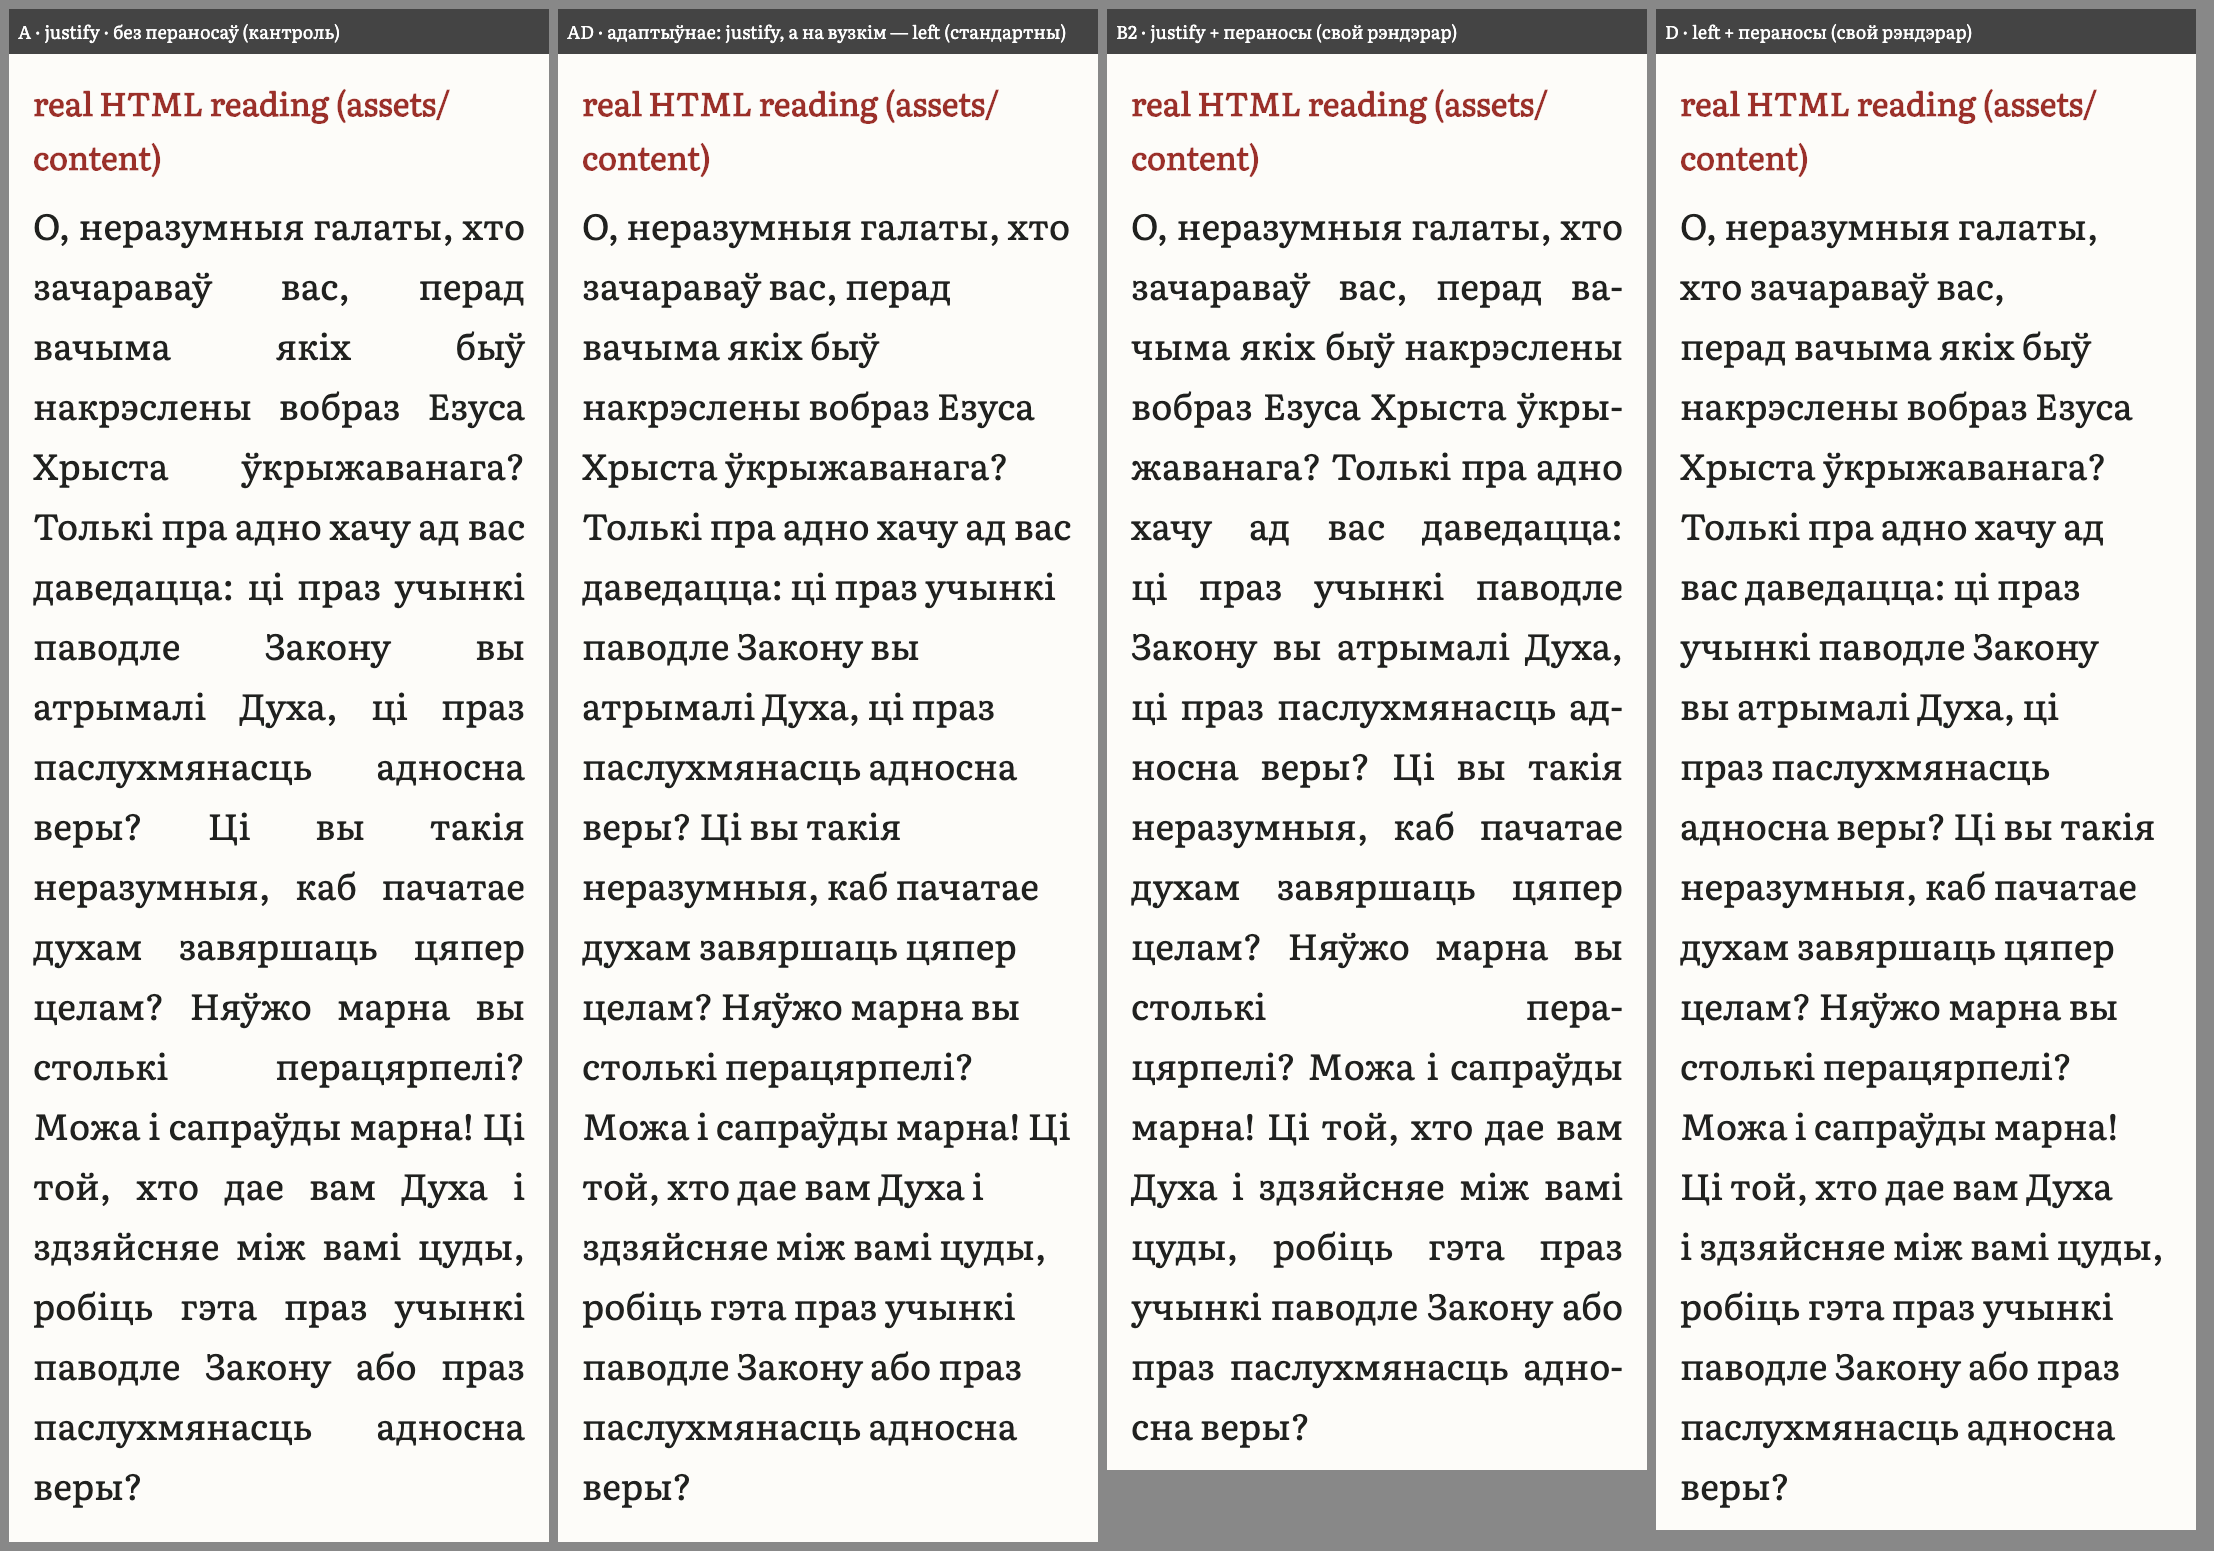 A · justify · без пераносаў (кантроль)
real HTML reading (assets/
content)
О, неразумныя галаты, хто
зачараваў вас, перад
вачыма якіх быў
накрэслены вобраз Езуса
Хрыста ўкрыжаванага?
Толькі пра адно хачу ад вас
даведацца: ці праз учынкі
паводле Закону вы
атрымалі Духа, ці праз
паслухмянасць адносна
веры? Ці вы такія
неразумныя, каб пачатае
духам завяршаць цяпер
целам? Няўжо марна вы
столькі перацярпелі?
Можа і сапраўды марна! Ці
той, хто дае вам Духа і
здзяйсняе між вамі цуды,
робіць гэта праз учынкі
паводле Закону або праз
паслухмянасць адносна
веры?
AD · адаптыўнае: justify, а на вузкім — left (стандартны)
real HTML reading (assets/
content)
О, неразумныя галаты, хто
зачараваў вас, перад
вачыма якіх быў
накрэслены вобраз Езуса
Хрыста ўкрыжаванага?
Толькі пра адно хачу ад вас
даведацца: ці праз учынкі
паводле Закону вы
атрымалі Духа, ці праз
паслухмянасць адносна
веры? Ці вы такія
неразумныя, каб пачатае
духам завяршаць цяпер
целам? Няўжо марна вы
столькі перацярпелі?
Можа і сапраўды марна! Ці
той, хто дае вам Духа і
здзяйсняе між вамі цуды,
робіць гэта праз учынкі
паводле Закону або праз
паслухмянасць адносна
веры?
B2 · justify + пераносы (свой рэндэрар)
real HTML reading (assets/
content)
О, неразумныя галаты, хто
зачараваў вас, перад ва-
чыма якіх быў накрэслены
вобраз Езуса Хрыста ўкры-
жаванага? Толькі пра адно
хачу ад вас даведацца:
ці праз учынкі паводле
Закону вы атрымалі Духа,
ці праз паслухмянасць ад-
носна веры? Ці вы такія
неразумныя, каб пачатае
духам завяршаць цяпер
целам? Няўжо марна вы
столькі пера-
цярпелі? Можа і сапраўды
марна! Ці той, хто дае вам
Духа і здзяйсняе між вамі
цуды, робіць гэта праз
учынкі паводле Закону або
праз паслухмянасць адно-
сна веры?
D · left + пераносы (свой рэндэрар)
real HTML reading (assets/
content)
О, неразумныя галаты,
хто зачараваў вас,
перад вачыма якіх быў
накрэслены вобраз Езуса
Хрыста ўкрыжаванага?
Толькі пра адно хачу ад
вас даведацца: ці праз
учынкі паводле Закону
вы атрымалі Духа, ці
праз паслухмянасць
адносна веры? Ці вы такія
неразумныя, каб пачатае
духам завяршаць цяпер
целам? Няўжо марна вы
столькі перацярпелі?
Можа і сапраўды марна!
Ці той, хто дае вам Духа
і здзяйсняе між вамі цуды,
робіць гэта праз учынкі
паводле Закону або праз
паслухмянасць адносна
веры?